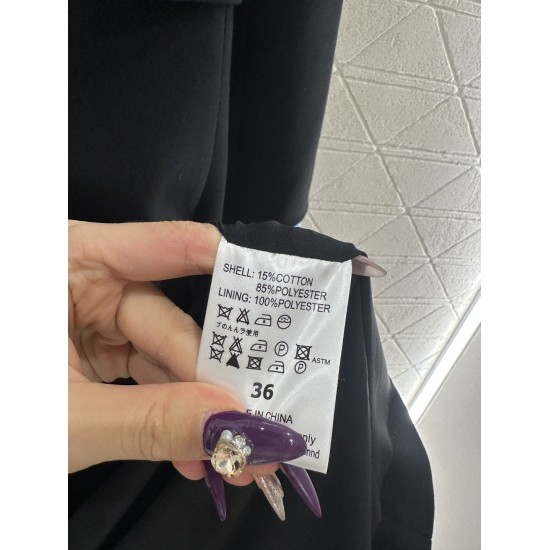 SHELL: 15%COTTON
85%POLYESTER
LINING: 100%POLYESTER
ASTM
36
E IN CHINA